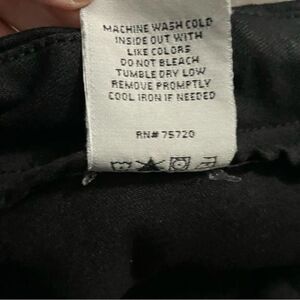 MACHINE WASH COLD
INSIDE OUT WITH
LIKE COLORS
DO NOT BLEACH
TUMBLE DRY LOW
REMOVE PROMPTLY
COOL IRON IF NEEDED
RN# 75720